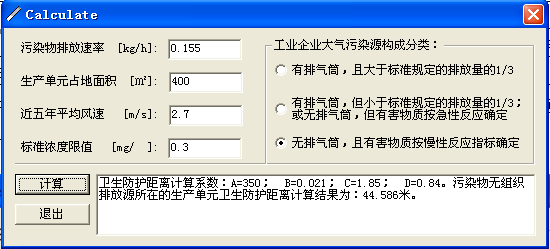 Calculate
污染物排放速率 [kg/h]: 0.155
生产单元占地面积 [㎡]: 400
近五年平均风速 [m/s]: 2.7
标准浓度限值 [mg/ ]: 0.3
工业企业大气污染源构成分类：
有排气筒，且大于标准规定的排放量的1/3
有排气筒，但小于标准规定的排放量的1/3；
或无排气筒，但有害物质按急性反应确定
无排气筒，且有害物质按慢性反应指标确定
计算
退出
卫生防护距离计算系数：A=350； B=0.021；C=1.85； D=0.84。污染物无组织
排放源所在的生产单元卫生防护距离计算结果为：44.586米。